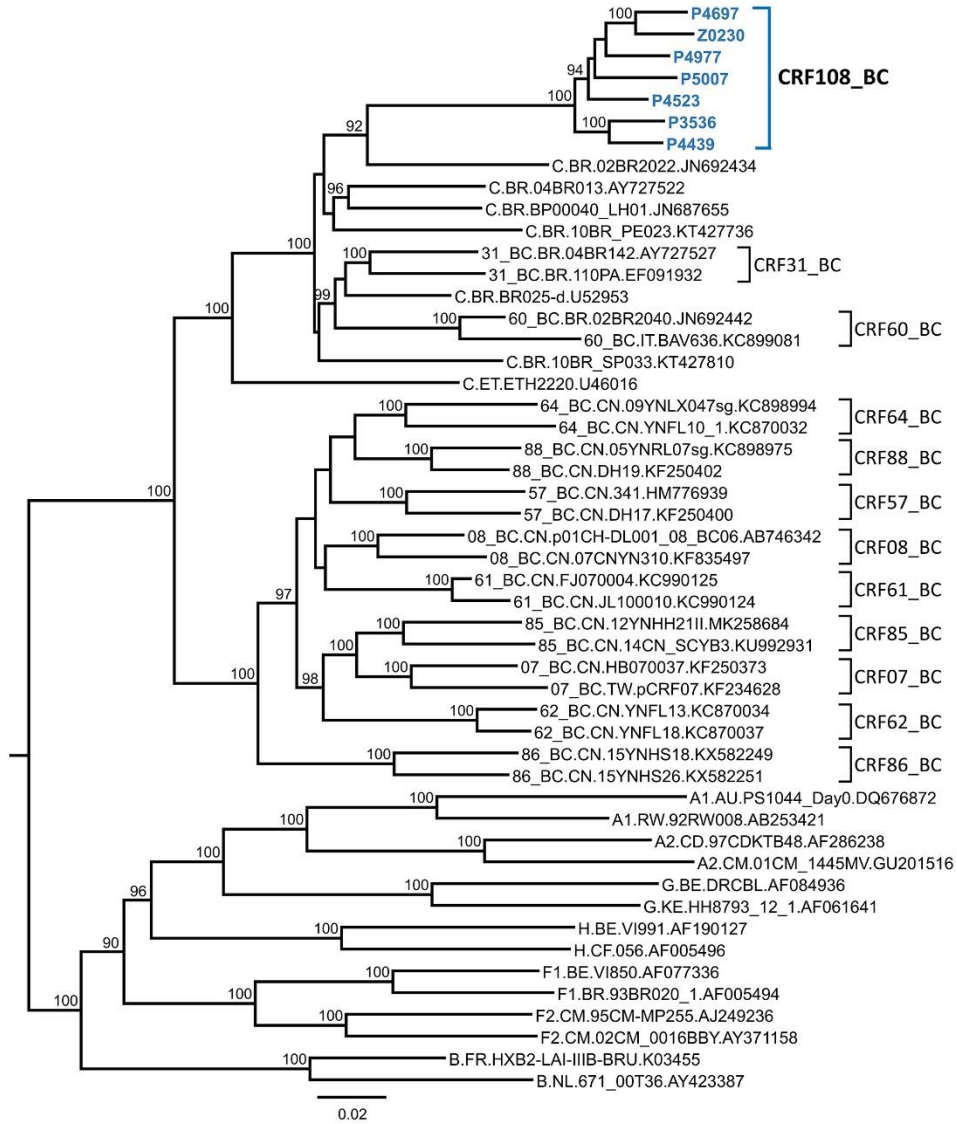 100
P4697
Z0230
P4977
94
P5007
CRF108_BC
100
P4523
100
P3536
P4439
92
C.BR.02BR2022.JN692434
96
C.BR.04BR013.AY727522
C.BR.BP00040_LH01.JN687655
C.BR.10BR_PE023.KT427736
100
100
31_BC.BR.04BR142.AY727527
31_BC.BR.110PA.EF091932
CRF31_BC
99
C.BR.BR025-d.U52953
100
100
60_BC.BR.02BR2040.JN692442
60_BC.IT.BAV636.KC899081
CRF60_BC
C.BR.10BR_SP033.KT427810
C.ET.ETH2220.U46016
100
64_BC.CN.09YNLX047sg.KC898994
64_BC.CN.YNFL10_1.KC870032
CRF64_BC
100
88_BC.CN.05YNRL07sg.KC898975
88_BC.CN.DH19.KF250402
CRF88_BC
100
100
57_BC.CN.341.HM776939
57_BC.CN.DH17.KF250400
CRF57_BC
100
08_BC.CN.p01CH-DL001_08_BC06.AB746342
08_BC.CN.07CNYN310.KF835497
CRF08_BC
100
61_BC.CN.FJ070004.KC990125
61_BC.CN.JL100010.KC990124
CRF61_BC
97
100
85_BC.CN.12YNHH21II.MK258684
85_BC.CN.14CN_SCYB3.KU992931
CRF85_BC
100
100
07_BC.CN.HB070037.KF250373
07_BC.TW.pCRF07.KF234628
CRF07_BC
98
100
100
62_BC.CN.YNFL13.KC870034
62_BC.CN.YNFL18.KC870037
CRF62_BC
100
86_BC.CN.15YNHS18.KX582249
86_BC.CN.15YNHS26.KX582251
CRF86_BC
100
A1.AU.PS1044_Day0.DQ676872
A1.RW.92RW008.AB253421
100
100
A2.CD.97CDKTB48.AF286238
A2.CM.01CM_1445MV.GU201516
100
100
G.BE.DRCBL.AF084936
G.KE.HH8793_12_1.AF061641
96
100
H.BE.VI991.AF190127
H.CF.056.AF005496
90
100
F1.BE.VI850.AF077336
F1.BR.93BR020_1.AF005494
100
100
F2.CM.95CM-MP255.AJ249236
F2.CM.02CM_0016BBY.AY371158
100
100
B.FR.HXB2-LAI-IIIB-BRU.K03455
B.NL.671_00T36.AY423387
0.02